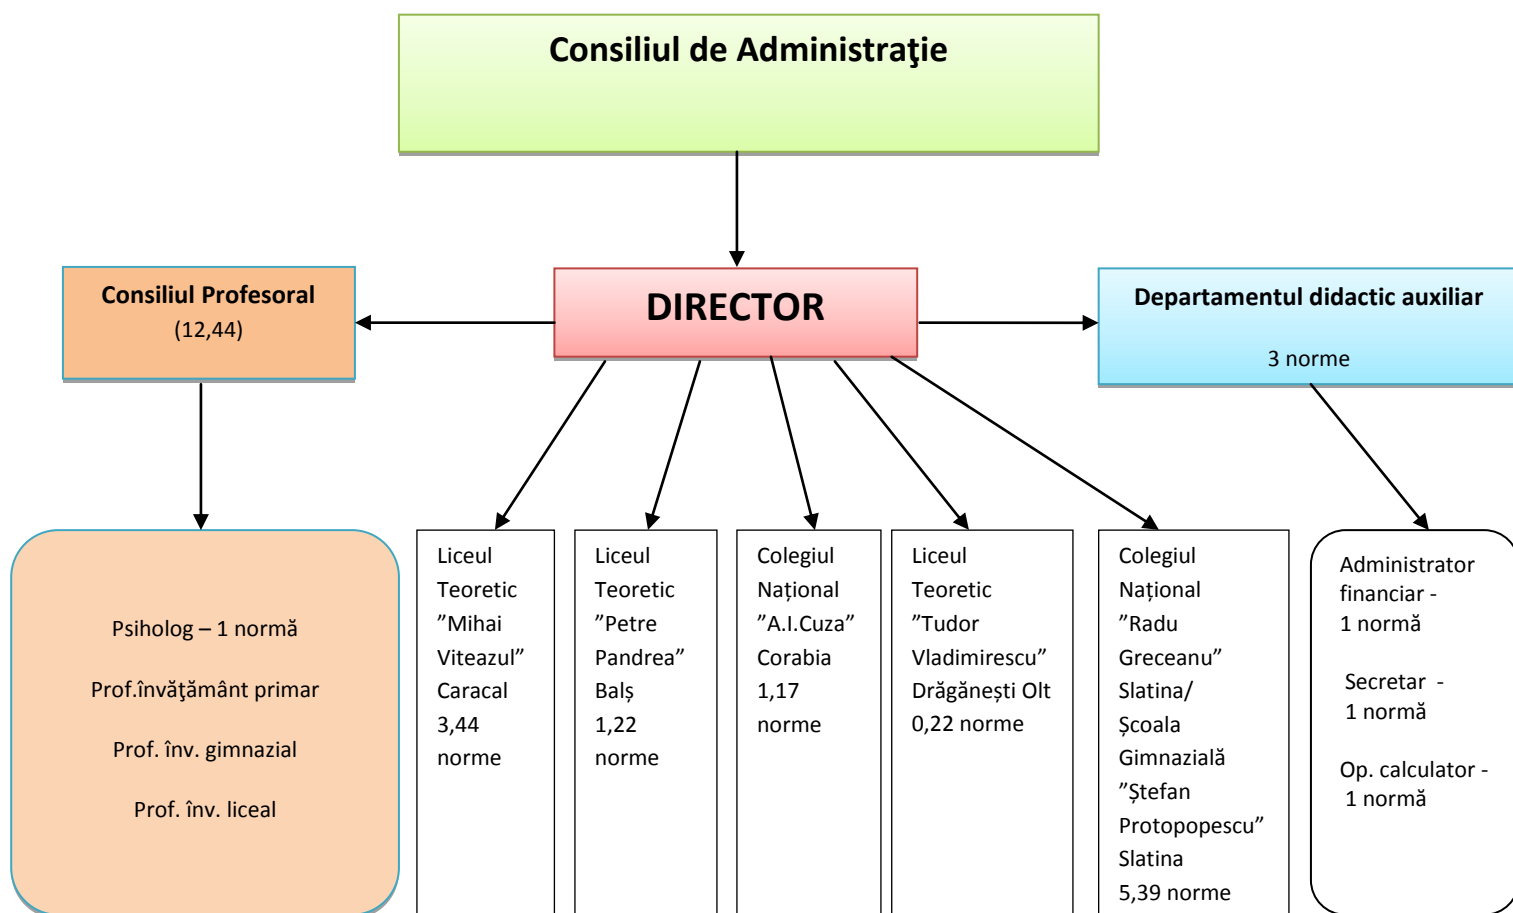 Consiliul de Administraţie
Consiliul Profesoral
(12,44)
DIRECTOR
Departamentul didactic auxiliar
3 norme
Psiholog – 1 normă
Prof.învăţământ primar
Prof. înv. gimnazial
Prof. înv. liceal
Liceul
Teoretic
”Mihai
Viteazul”
Caracal
3,44
norme
Liceul
Teoretic
”Petre
Pandrea”
Balș
1,22
norme
Colegiul
Național
”A.I.Cuza”
Corabia
1,17
norme
Liceul
Teoretic
”Tudor
Vladimirescu”
Drăgănești Olt
0,22 norme
Colegiul
Național
”Radu
Greceanu”
Slatina/
Școala
Gimnazială
”Ștefan
Protopopescu”
Slatina
5,39 norme
Administrator
financiar -
1 normă
Secretar -
1 normă
Op. calculator -
1 normă